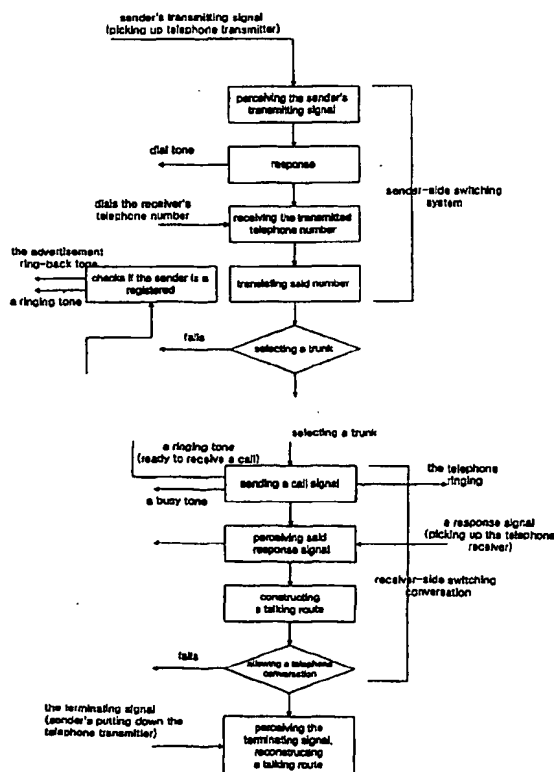 sender's transmitting signal
(picking up telephone transmitter)
perceiving the sender's
transmitting signal
dial tone
response
sender-side switching
system
dials the receiver's
telephone number
receiving the transmitted
telephone number
the advertisement
ring-back tone
checks if the sender is a
registered
a ringing tone
translating said number
fails
selecting a trunk
selecting a trunk
a ringing tone
(ready to receive a call)
sending a call signal
the telephone
ringing
a busy tone
a response signal
(picking up the telephone
receiver)
perceiving said
response signal
receiver-side switching
conversation
constructing
a talking route
fails
allowing a telephone
conversation
the terminating signal
(sender's putting down the
telephone transmitter)
perceiving the
terminating signal,
reconstructing
a talking route